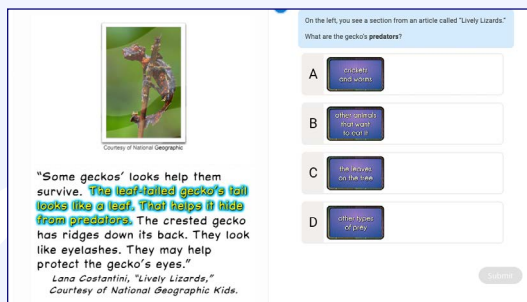 Courtesy of National Geographic
"Some geckos' looks help them
survive. The leaf-tailed gecko's tail
looks like a leaf. That helps it hide
from predators. The crested gecko
has ridges down its back. They look
like eyelashes. They may help
protect the gecko's eyes."
Lana Costantini, "Lively Lizards,"
Courtesy of National Geographic Kids.
On the left, you see a section from an article called "Lively Lizards."
What are the gecko's predators?
A
crickets
and worms
B
other animals
that want
to eat it
C
the leaves
on the tree
D
other types
of prey
Submit